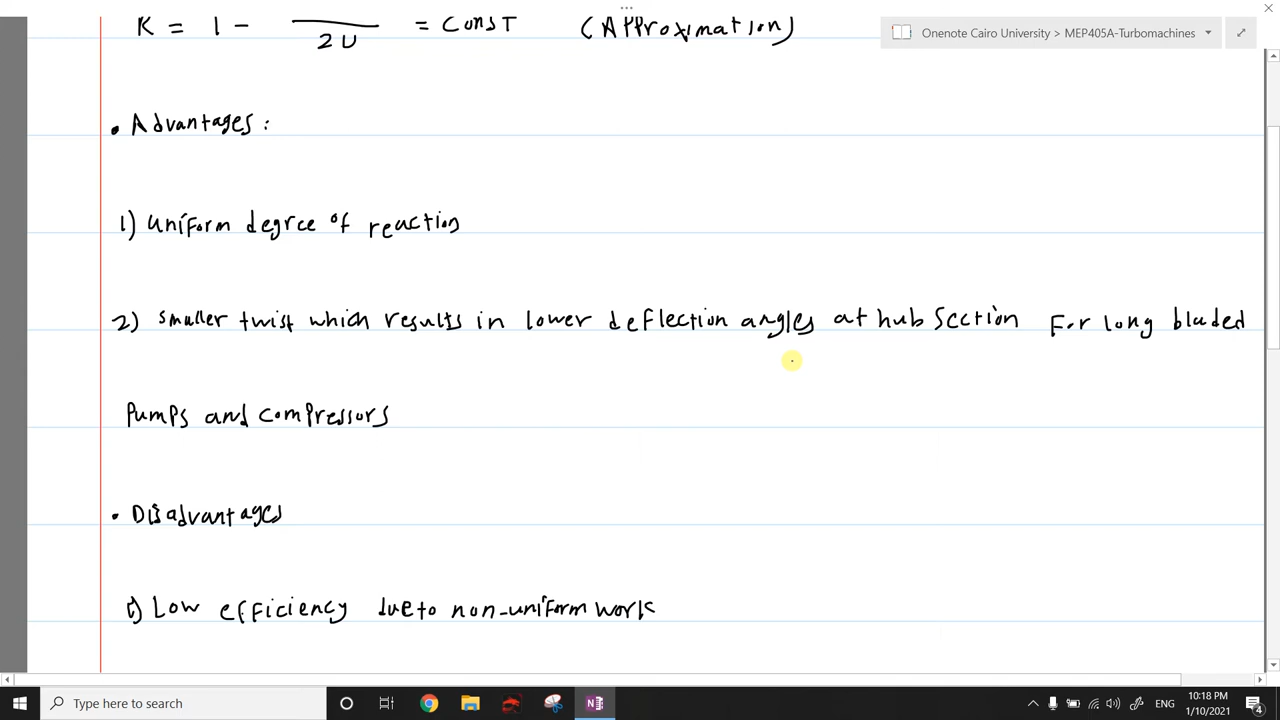 R = 1 - 2U = const (Approximation)
Onenote Cairo University > MEP405A-Turbomachines
• Advantages:
1) Uniform degree of reaction
2) smaller twist which results in lower deflection angles at hub section For long bladed
Pumps and compressors
• Disadvantages
1) Low efficiency due to non-uniform work
Type here to search
ENG
10:18 PM
1/10/2021
4